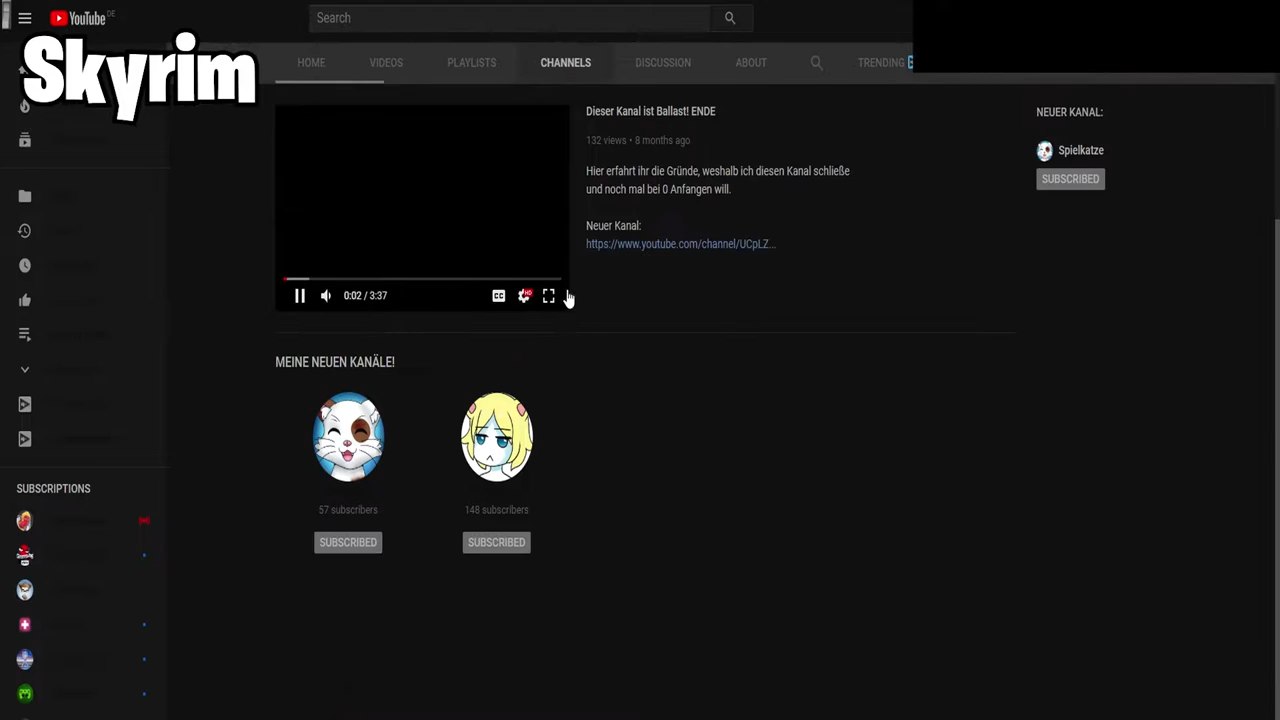 YouTube DE
Search
Skyrim
HOME VIDEOS PLAYLISTS CHANNELS DISCUSSION ABOUT TRENDING
Dieser Kanal ist Ballast! ENDE
132 views • 8 months ago
Hier erfahrt ihr die Gründe, weshalb ich diesen Kanal schließe
und noch mal bei 0 Anfangen will.
Neuer Kanal:
https://www.youtube.com/channel/UCpLZ...
0:02 / 3:37 CC HD
NEUER KANAL:
Spielkatze
SUBSCRIBED
MEINE NEUEN KANÄLE!
57 subscribers 148 subscribers
SUBSCRIBED SUBSCRIBED
SUBSCRIPTIONS